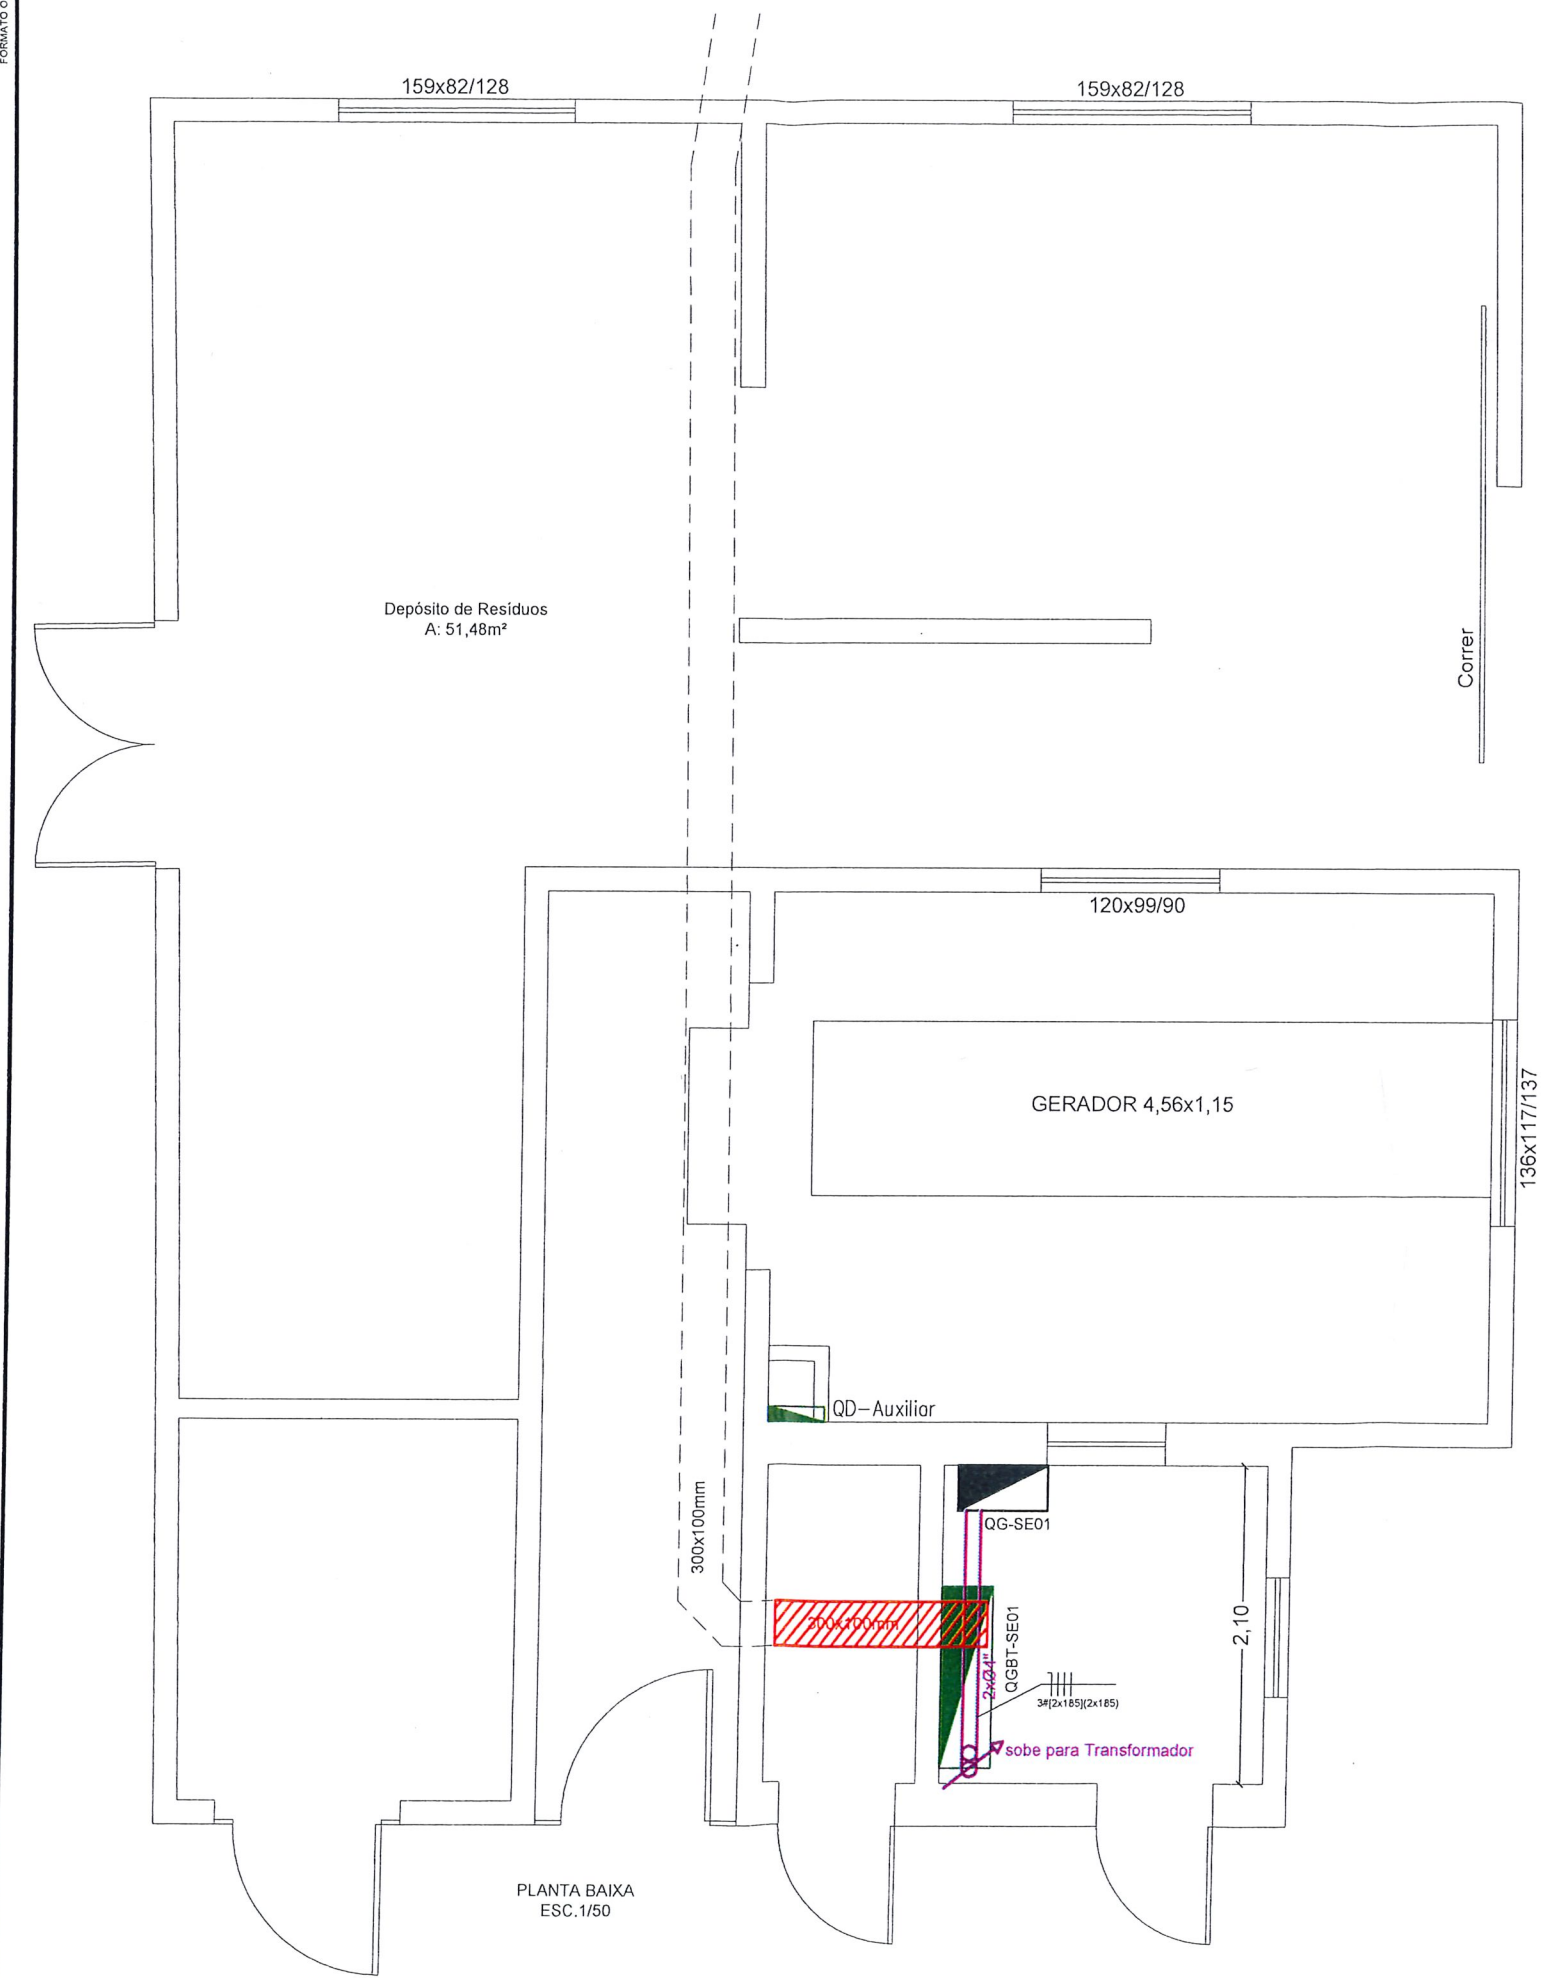 FORMATO O
159x82/128
159x82/128
Depósito de Resíduos
A: 51,48m²
Correr
120x99/90
GERADOR 4,56x1,15
136x117/137
QD-Auxiliar
300x100mm
QG-SE01
300x100mm
QGBT-SE01
2xØ4"
2,10
3#[2x185](2x185)
sobe para Transformador
PLANTA BAIXA
ESC.1/50